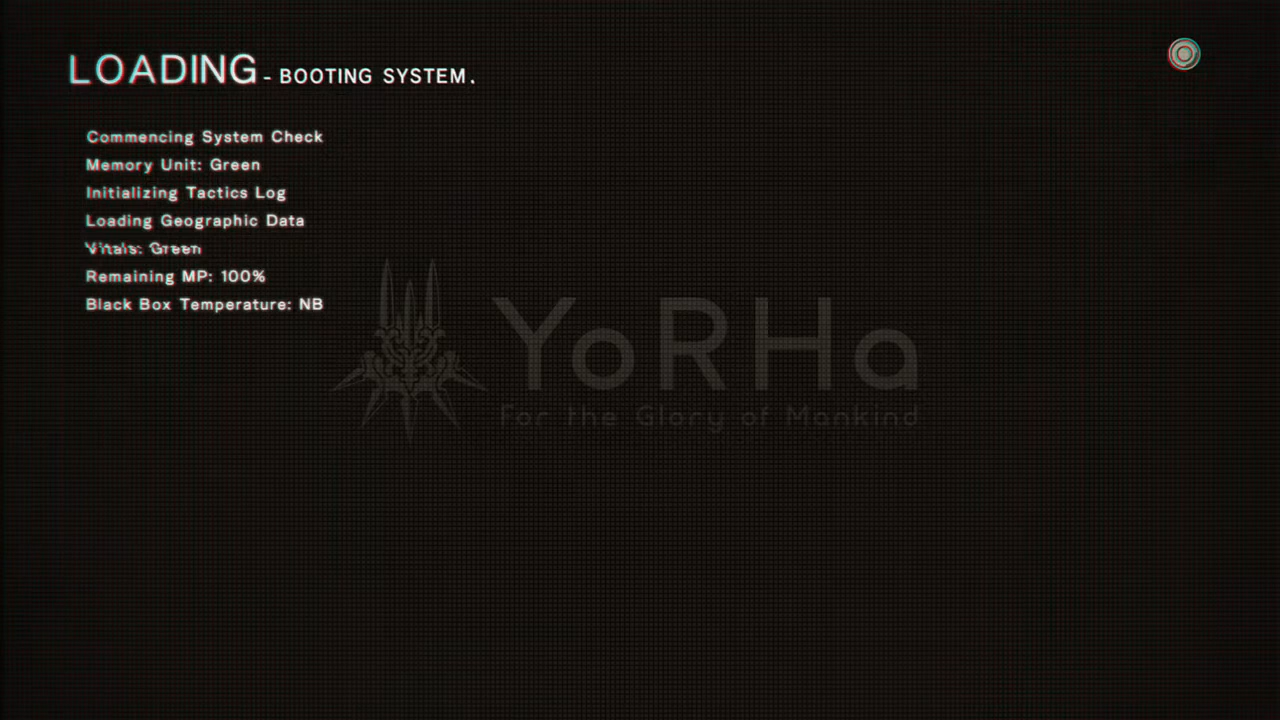 LOADING - BOOTING SYSTEM.
Commencing System Check
Memory Unit: Green
Initializing Tactics Log
Loading Geographic Data
Vitals: Green
Remaining MP: 100%
Black Box Temperature: NB
YoRHa
For the Glory of Mankind